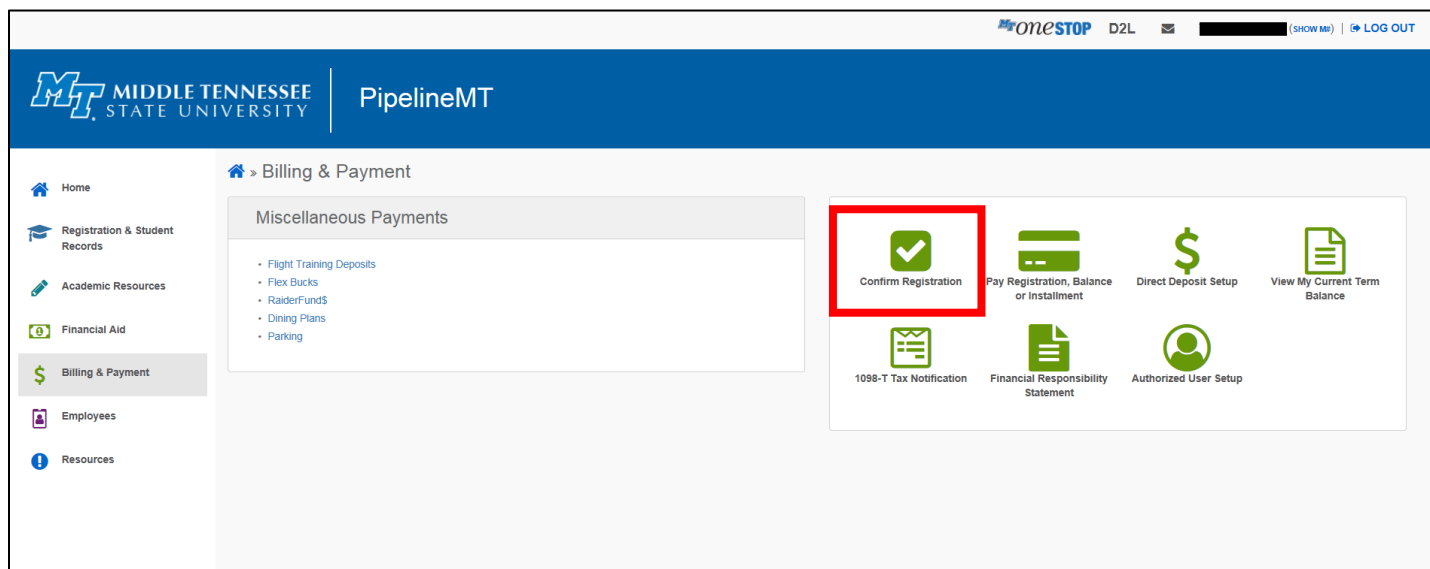 MT oneSTOP D2L (SHOW M#) | LOG OUT
MT MIDDLE TENNESSEE
STATE UNIVERSITY
PipelineMT
Home
Registration & Student
Records
Academic Resources
Financial Aid
Billing & Payment
Employees
Resources
» Billing & Payment
Miscellaneous Payments
• Flight Training Deposits
• Flex Bucks
• RaiderFund$
• Dining Plans
• Parking
Confirm Registration
Pay Registration, Balance
or Installment
Direct Deposit Setup
View My Current Term
Balance
1098-T Tax Notification
Financial Responsibility
Statement
Authorized User Setup